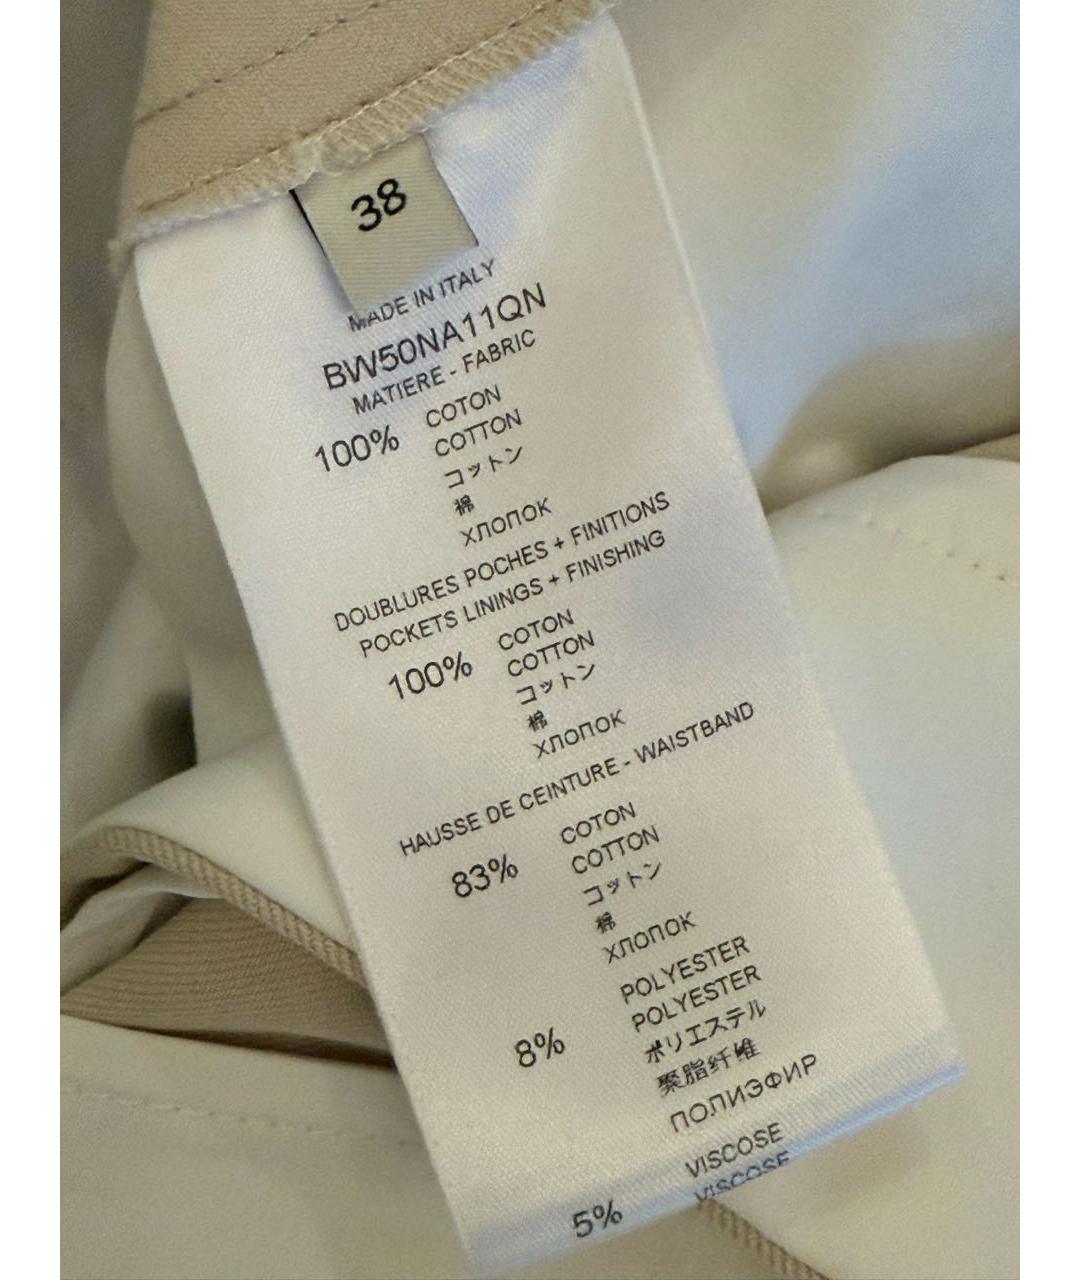 38
MADE IN ITALY
BW50NA11QN
MATIERE - FABRIC
100% COTON
COTTON
コットン
棉
ХЛОПОК
DOUBLURES POCHES + FINITIONS
POCKETS LININGS + FINISHING
100% COTON
COTTON
コットン
棉
ХЛОПОК
HAUSSE DE CEINTURE - WAISTBAND
83% COTON
COTTON
コットン
棉
ХЛОПОК
8% POLYESTER
POLYESTER
ポリエステル
聚脂纤维
ПОЛИЭФИР
5% VISCOSE
VISCOSE